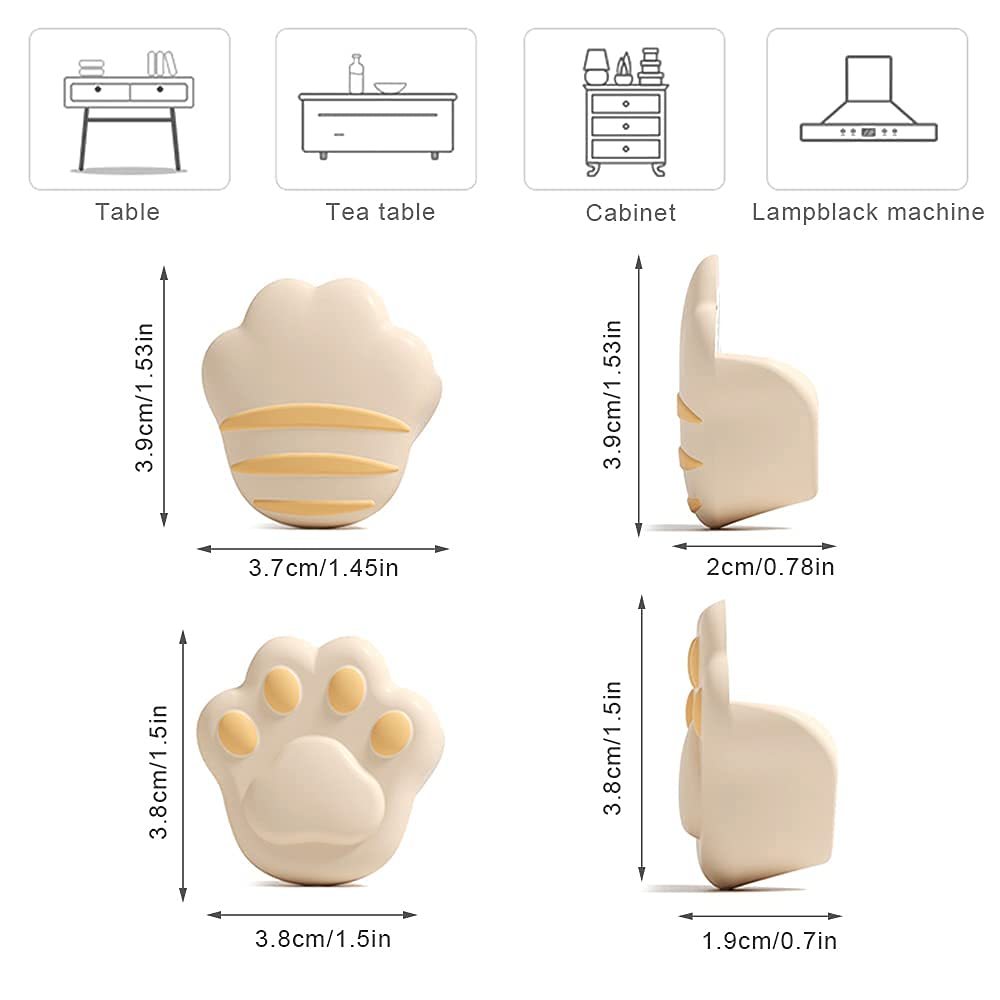 Table
Tea table
Cabinet
Lampblack machine
3.9cm/1.53in
3.7cm/1.45in
3.9cm/1.53in
2cm/0.78in
3.8cm/1.5in
3.8cm/1.5in
3.8cm/1.5in
1.9cm/0.7in